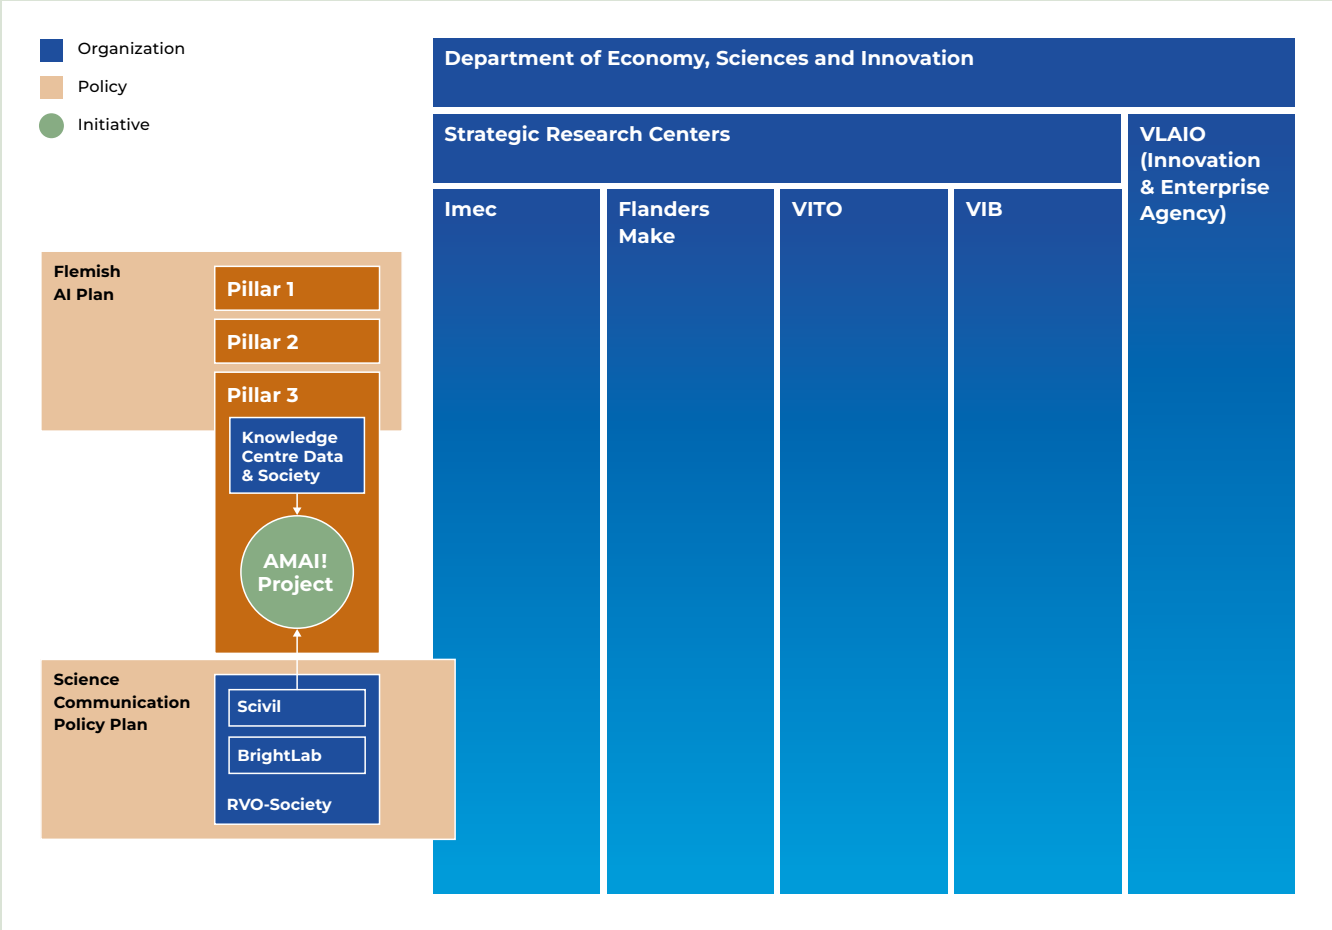 Organization
Policy
Initiative
Department of Economy, Sciences and Innovation
Strategic Research Centers
VLAIO
(Innovation
& Enterprise
Agency)
Imec
Flanders
Make
VITO
VIB
Flemish
AI Plan
Pillar 1
Pillar 2
Pillar 3
Knowledge
Centre Data
& Society
AMAI!
Project
Science
Communication
Policy Plan
Scivil
BrightLab
RVO-Society